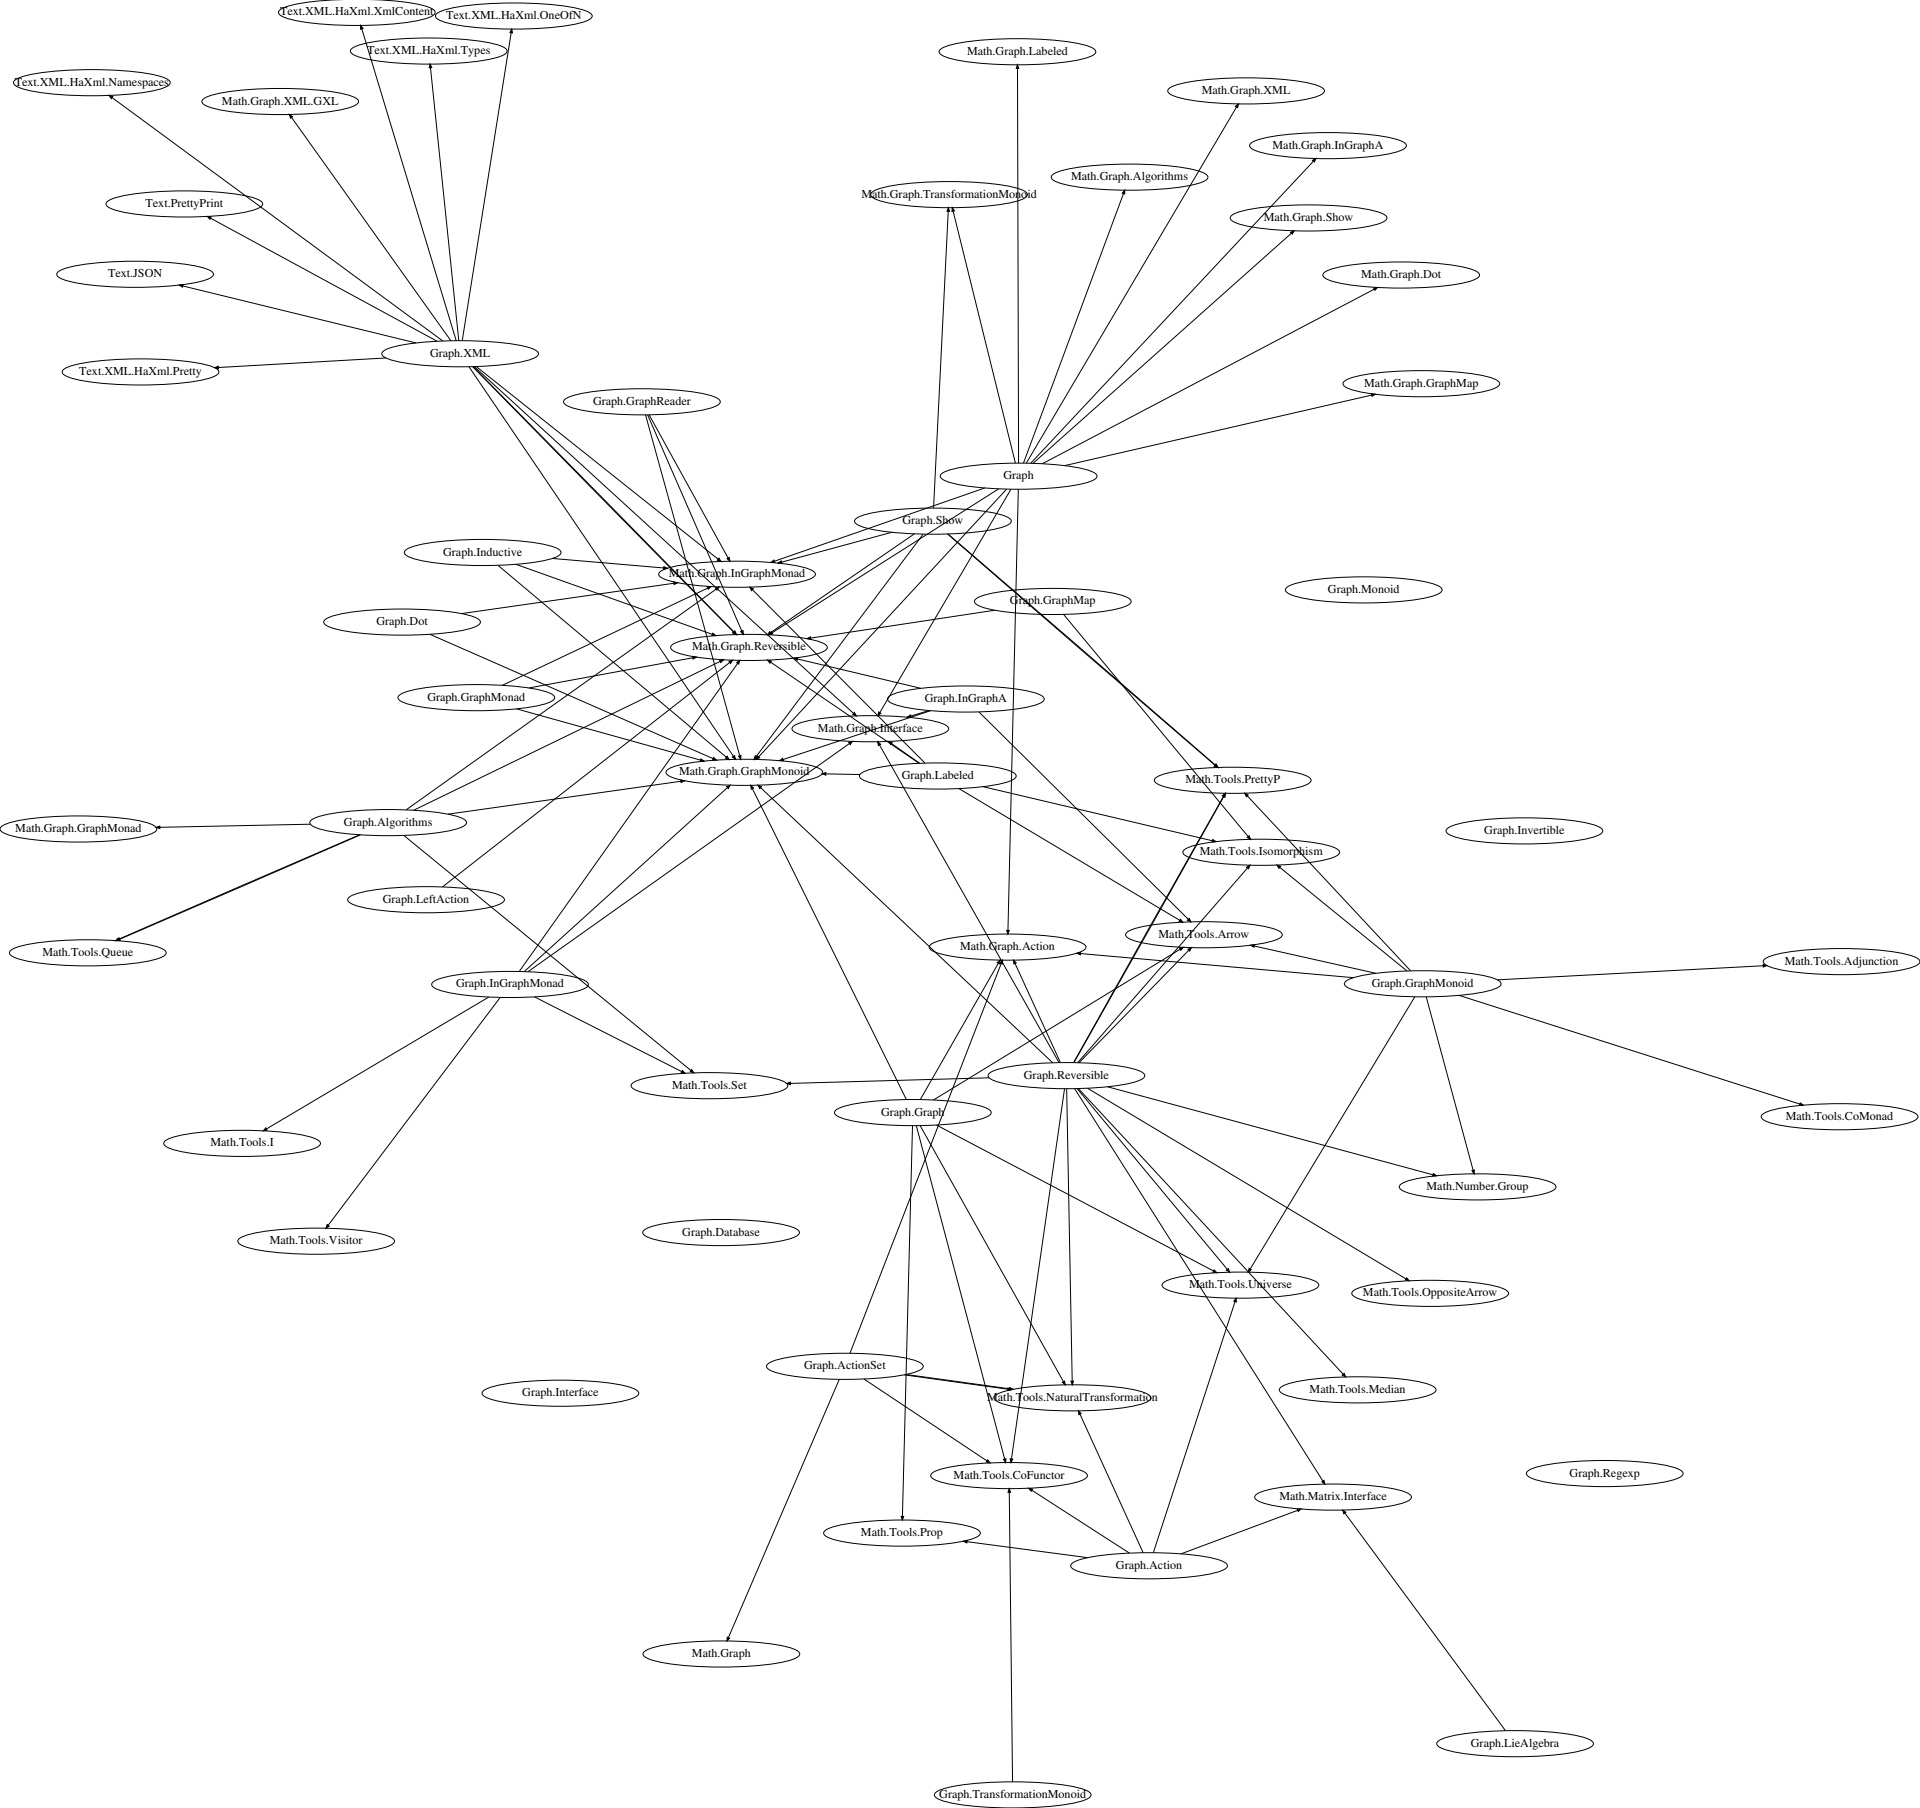 Text.XML.HaXml.XmlContent
Text.XML.HaXml.OneOfN
Text.XML.HaXml.Types
Math.Graph.Labeled
Text.XML.HaXml.Namespaces
Math.Graph.XML
Math.Graph.XML.GXL
Math.Graph.InGraphA
Math.Graph.Algorithms
Math.Graph.TransformationMonoid
Text.PrettyPrint
Math.Graph.Show
Text.JSON
Math.Graph.Dot
Graph.XML
Text.XML.HaXml.Pretty
Math.Graph.GraphMap
Graph.GraphReader
Graph
Graph.Show
Graph.Inductive
Math.Graph.InGraphMonad
Graph.Monoid
Graph.GraphMap
Graph.Dot
Math.Graph.Reversible
Graph.GraphMonad
Graph.InGraphA
Math.Graph.Interface
Math.Graph.GraphMonoid
Graph.Labeled
Math.Tools.PrettyP
Graph.Algorithms
Math.Graph.GraphMonad
Graph.Invertible
Math.Tools.Isomorphism
Graph.LeftAction
Math.Tools.Arrow
Math.Graph.Action
Math.Tools.Queue
Math.Tools.Adjunction
Graph.InGraphMonad
Graph.GraphMonoid
Graph.Reversible
Math.Tools.Set
Graph.Graph
Math.Tools.CoMonad
Math.Tools.I
Math.Number.Group
Graph.Database
Math.Tools.Visitor
Math.Tools.Universe
Math.Tools.OppositeArrow
Graph.ActionSet
Graph.Interface
Math.Tools.Median
Math.Tools.NaturalTransformation
Math.Tools.CoFunctor
Graph.Regexp
Math.Matrix.Interface
Math.Tools.Prop
Graph.Action
Math.Graph
Graph.LieAlgebra
Graph.TransformationMonoid